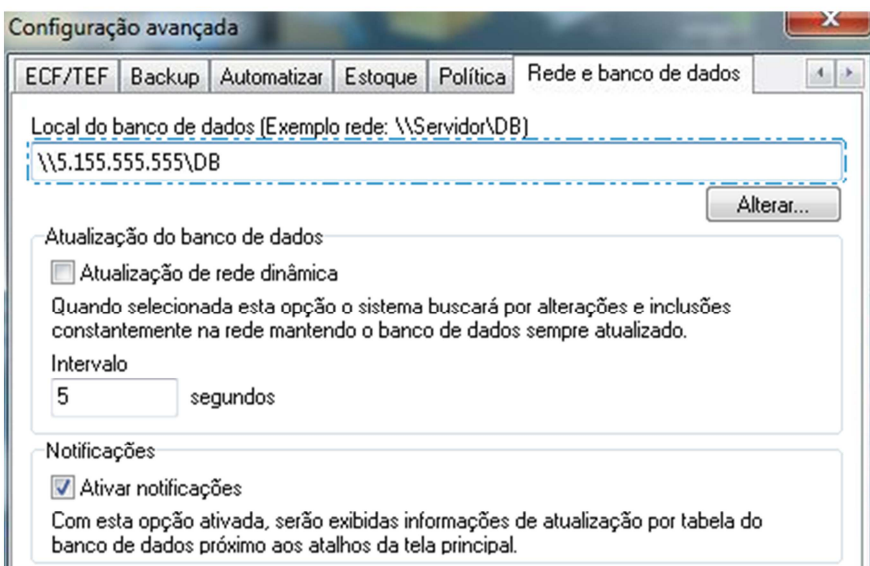 Configuração avançada
ECF/TEF Backup Automatizar Estoque Política Rede e banco de dados
Local do banco de dados (Exemplo rede: \\Servidor\DB)
\\5.155.555.555\DB
Alterar...
Atualização do banco de dados
Atualização de rede dinâmica
Quando selecionada esta opção o sistema buscará por alterações e inclusões
constantemente na rede mantendo o banco de dados sempre atualizado.
Intervalo
5 segundos
Notificações
Ativar notificações
Com esta opção ativada, serão exibidas informações de atualização por tabela do
banco de dados próximo aos atalhos da tela principal.